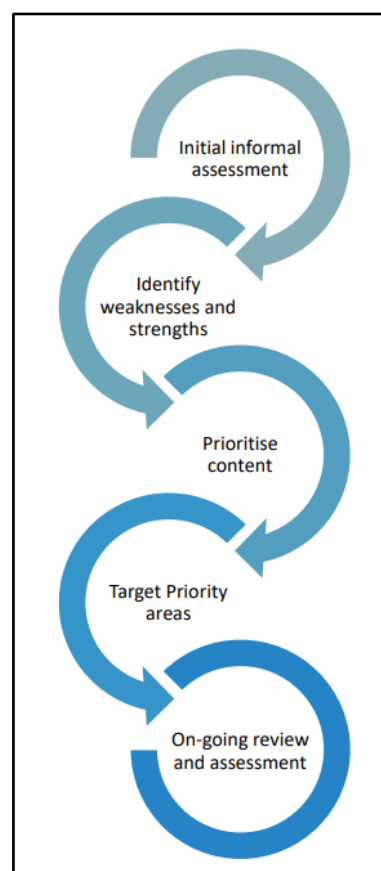 Initial informal
assessment
Identify
weaknesses and
strengths
Prioritise
content
Target Priority
areas
On-going review
and assessment